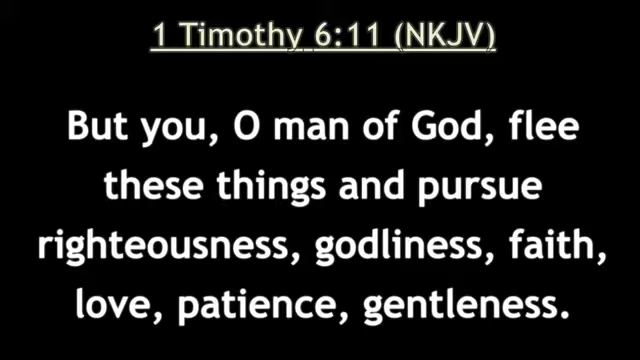 1 Timothy 6:11 (NKJV)
But you, O man of God, flee
these things and pursue
righteousness, godliness, faith,
love, patience, gentleness.